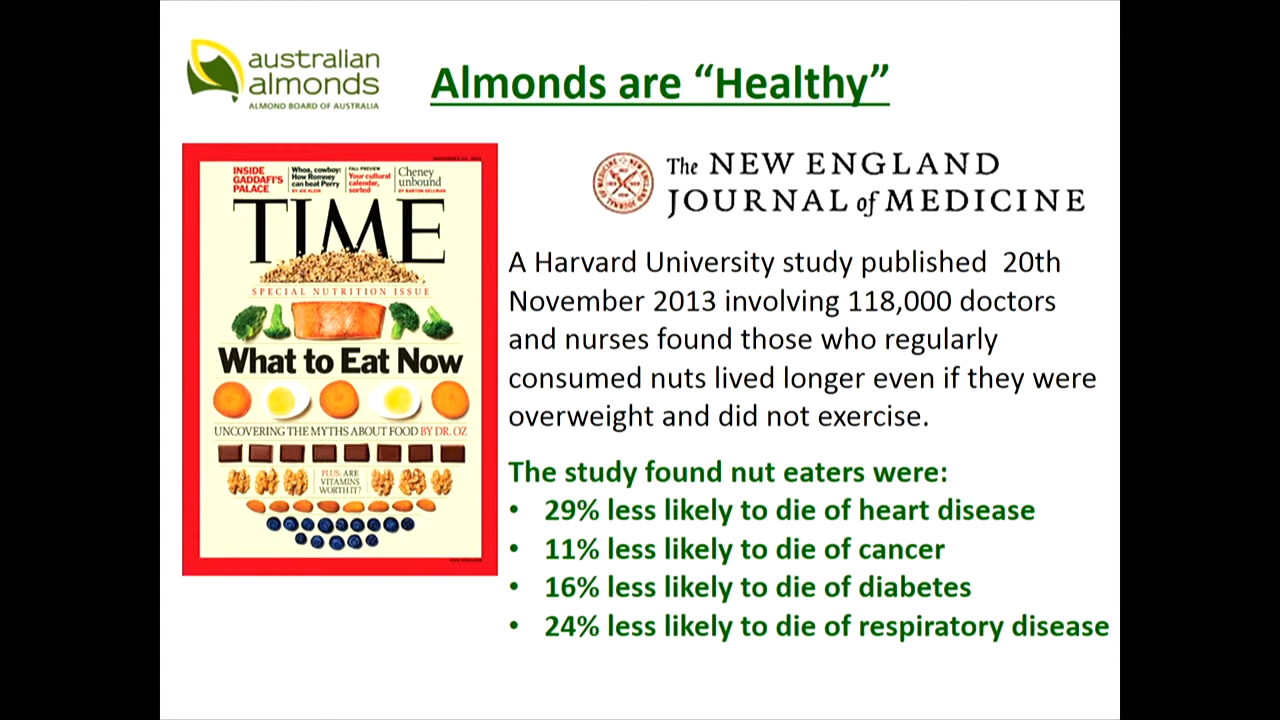 australian
almonds
ALMOND BOARD OF AUSTRALIA
Almonds are “Healthy”
INSIDE
GADDAFI'S
PALACE
Whoa, cowboy:
How Romney
can beat Perry
BY JOE KLEIN
FALL PREVIEW
Your cultural
calendar,
sorted
Cheney
unbound
BY BARTON GELLMAN
TIME
SPECIAL NUTRITION ISSUE
What to Eat Now
UNCOVERING THE MYTHS ABOUT FOOD BY DR. OZ
PLUS: ARE
VITAMINS
WORTH IT?
The NEW ENGLAND
JOURNAL of MEDICINE
A Harvard University study published 20th
November 2013 involving 118,000 doctors
and nurses found those who regularly
consumed nuts lived longer even if they were
overweight and did not exercise.
The study found nut eaters were:
• 29% less likely to die of heart disease
• 11% less likely to die of cancer
• 16% less likely to die of diabetes
• 24% less likely to die of respiratory disease